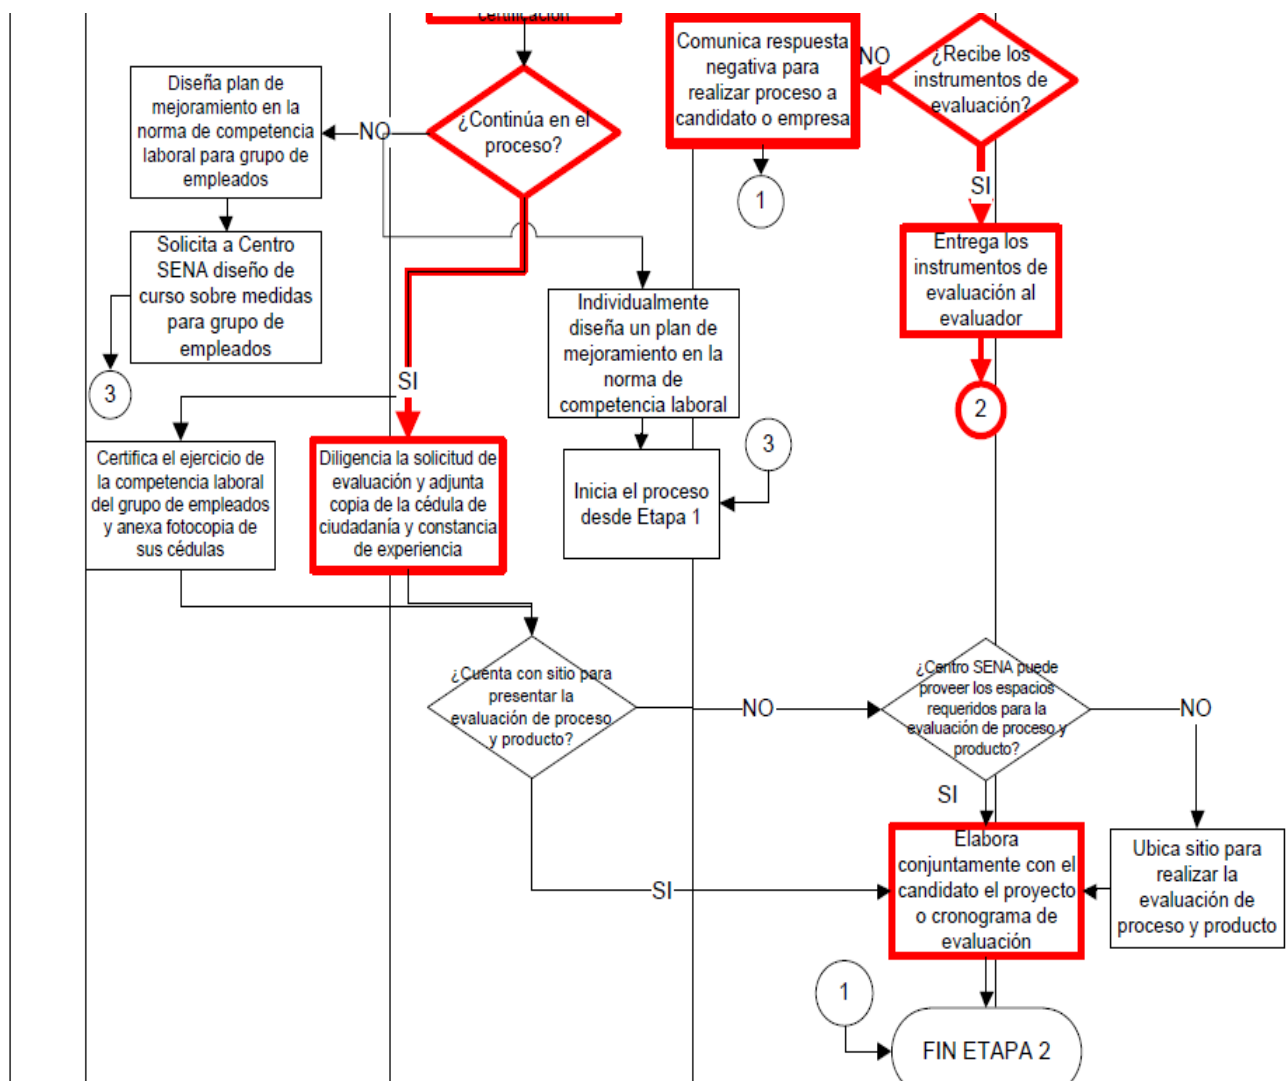 certificación
Comunica respuesta
negativa para
realizar proceso a
candidato o empresa
NO
¿Recibe los
instrumentos de
evaluación?
Diseña plan de
mejoramiento en la
norma de competencia
laboral para grupo de
empleados
NO
¿Continúa en el
proceso?
1
SI
Solicita a Centro
SENA diseño de
curso sobre medidas
para grupo de
empleados
Entrega los
instrumentos de
evaluación al
evaluador
Individualmente
diseña un plan de
mejoramiento en la
norma de
competencia laboral
3
SI
2
Certifica el ejercicio de
la competencia laboral
del grupo de empleados
y anexa fotocopia de
sus cédulas
Diligencia la solicitud de
evaluación y adjunta
copia de la cédula de
ciudadanía y constancia
de experiencia
3
Inicia el proceso
desde Etapa 1
¿Cuenta con sitio para
presentar la
evaluación de proceso
y producto?
NO
¿Centro SENA puede
proveer los espacios
requeridos para la
evaluación de proceso y
producto?
NO
SI
SI
Elabora
conjuntamente con el
candidato el proyecto
o cronograma de
evaluación
Ubica sitio para
realizar la
evaluación de
proceso y producto
1
FIN ETAPA 2